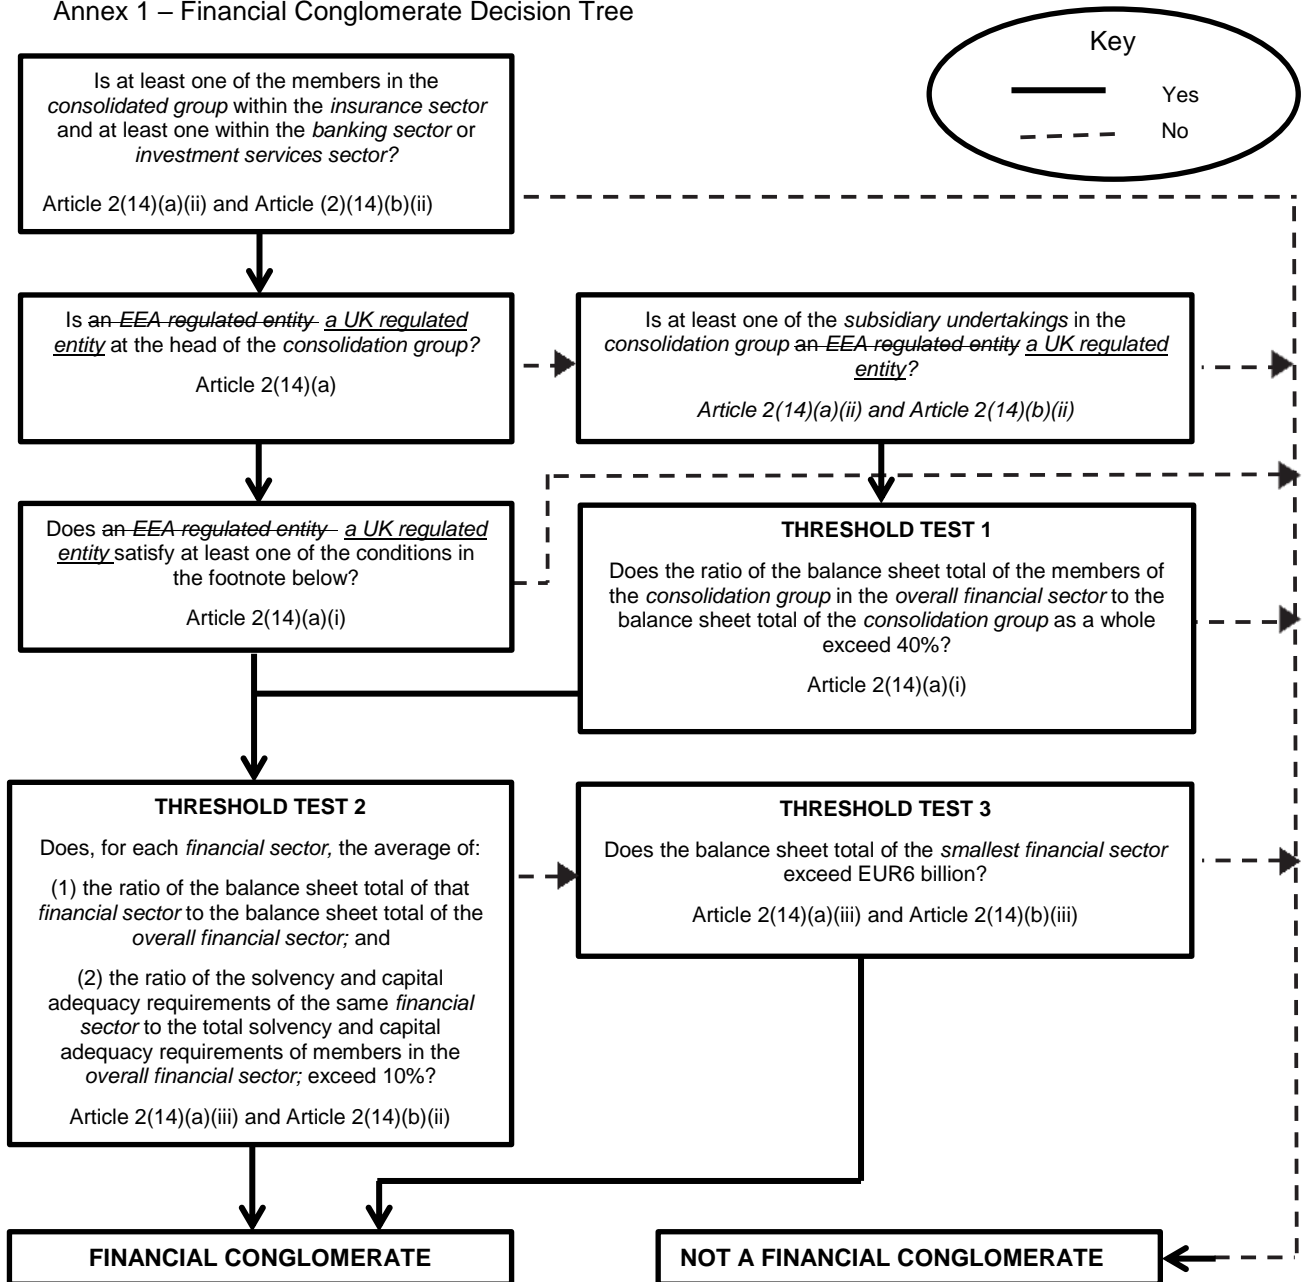 Annex 1 – Financial Conglomerate Decision Tree
Key
Yes
No
Is at least one of the members in the
consolidated group within the insurance sector
and at least one within the banking sector or
investment services sector?
Article 2(14)(a)(ii) and Article (2)(14)(b)(ii)
Is an EEA regulated entity a UK regulated
entity at the head of the consolidation group?
Article 2(14)(a)
Is at least one of the subsidiary undertakings in the
consolidation group an EEA regulated entity a UK regulated
entity?
Article 2(14)(a)(ii) and Article 2(14)(b)(ii)
Does an EEA regulated entity a UK regulated
entity satisfy at least one of the conditions in
the footnote below?
Article 2(14)(a)(i)
THRESHOLD TEST 1
Does the ratio of the balance sheet total of the members of
the consolidation group in the overall financial sector to the
balance sheet total of the consolidation group as a whole
exceed 40%?
Article 2(14)(a)(i)
THRESHOLD TEST 2
Does, for each financial sector, the average of:
(1) the ratio of the balance sheet total of that
financial sector to the balance sheet total of the
overall financial sector; and
(2) the ratio of the solvency and capital
adequacy requirements of the same financial
sector to the total solvency and capital
adequacy requirements of members in the
overall financial sector; exceed 10%?
Article 2(14)(a)(iii) and Article 2(14)(b)(ii)
THRESHOLD TEST 3
Does the balance sheet total of the smallest financial sector
exceed EUR6 billion?
Article 2(14)(a)(iii) and Article 2(14)(b)(iii)
FINANCIAL CONGLOMERATE
NOT A FINANCIAL CONGLOMERATE